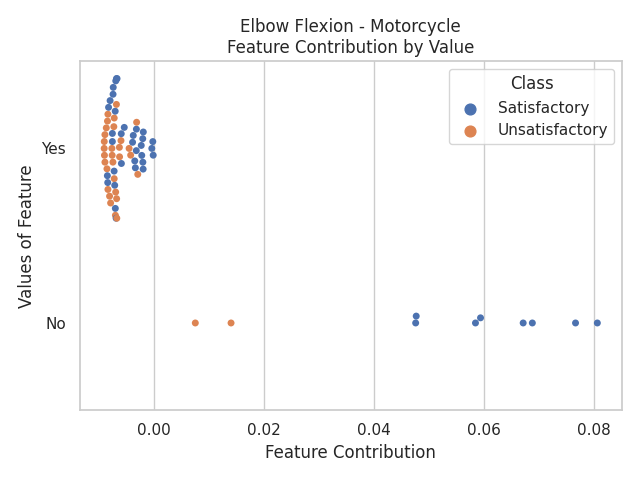 Elbow Flexion - Motorcycle
Feature Contribution by Value
Class
Satisfactory
Unsatisfactory
Values of Feature
Yes
No
0.00 0.02 0.04 0.06 0.08
Feature Contribution